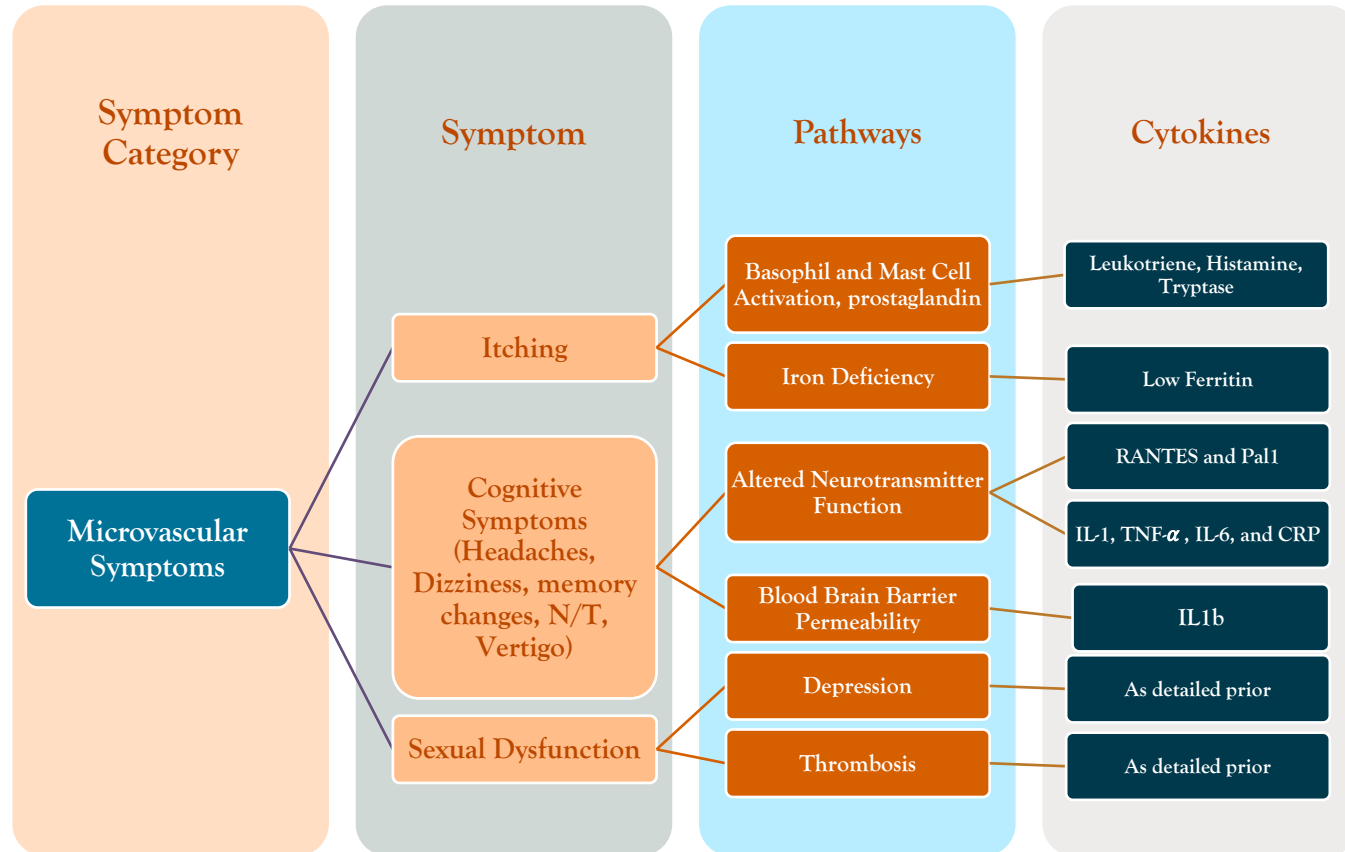 Symptom
Category
Symptom
Pathways
Cytokines
Microvascular
Symptoms
Itching
Cognitive
Symptoms
(Headaches,
Dizziness, memory
changes, N/T,
Vertigo)
Sexual Dysfunction
Basophil and Mast Cell
Activation, prostaglandin
Iron Deficiency
Altered Neurotransmitter
Function
Blood Brain Barrier
Permeability
Depression
Thrombosis
Leukotriene, Histamine,
Tryptase
Low Ferritin
RANTES and Pal1
IL-1, TNF-α , IL-6, and CRP
IL1b
As detailed prior
As detailed prior